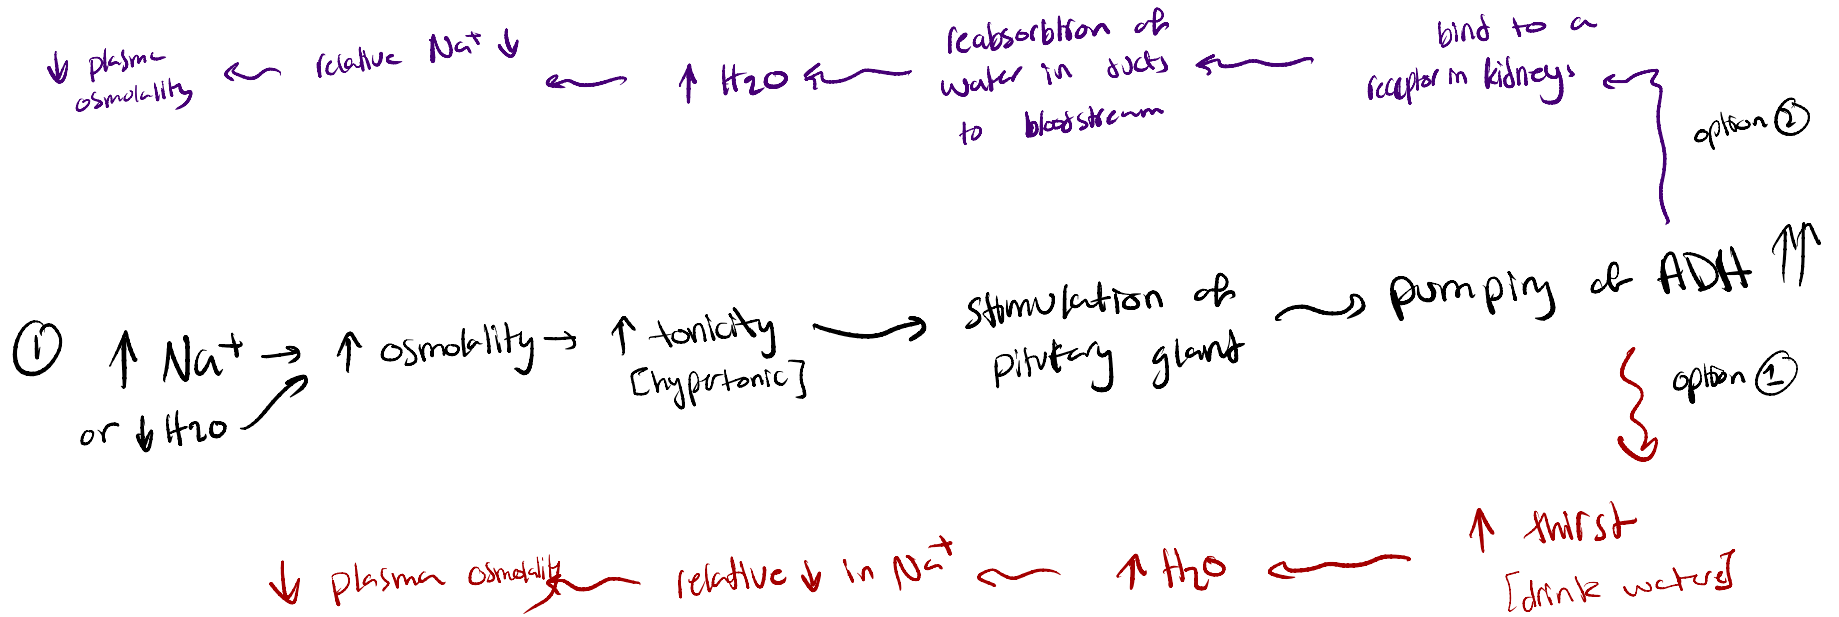 ↓ plasma osmolality ← relative Na⁺ ↓ ← ↑ H2O ← reabsorbtion of water in ducts to bloodstream ← bind to a receptor in kidneys
option ②
① ↑ Na⁺ → ↑ osmolality → ↑ tonicity → stimulation of pitutary gland → pumping of ADH ↑↑
or ↓ H2O
[hypertonic]
option ①
↑ thirst
[drink water]
↓ plasma osmolality ← relative ↓ in Na⁺ ← ↑ H2O ←